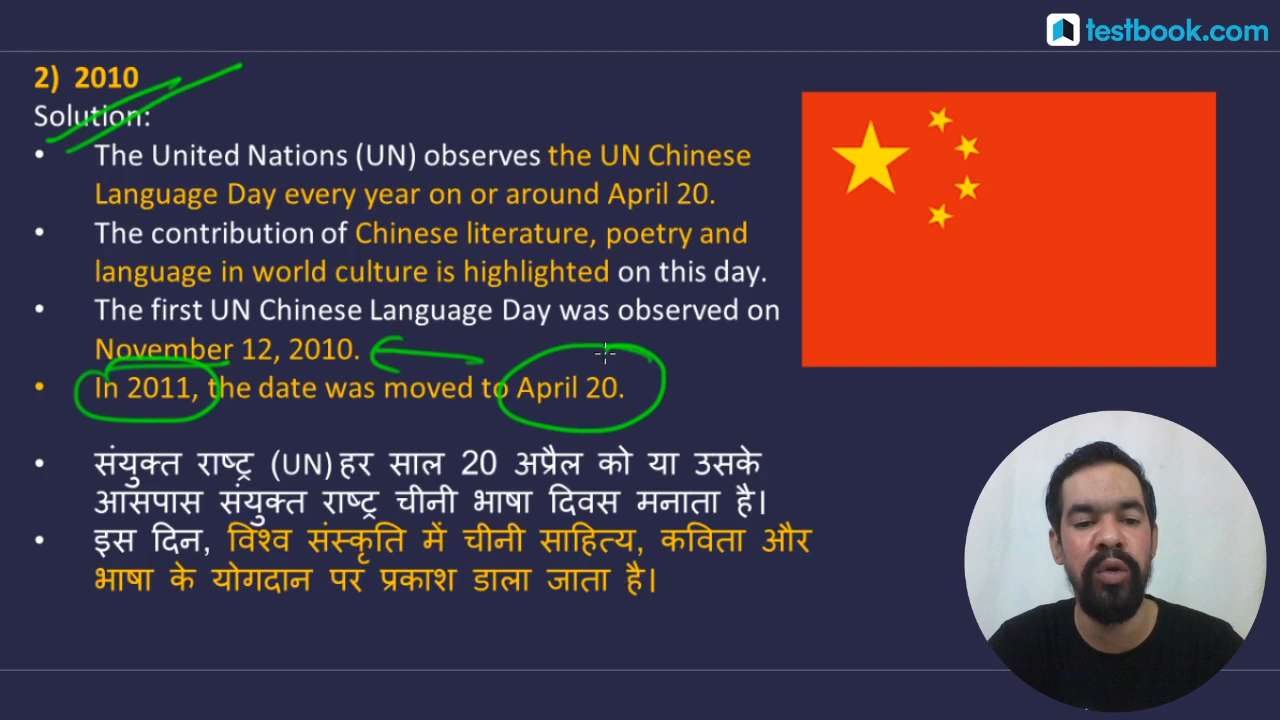 testbook.com
2) 2010
Solution:
• The United Nations (UN) observes the UN Chinese
Language Day every year on or around April 20.
• The contribution of Chinese literature, poetry and
language in world culture is highlighted on this day.
• The first UN Chinese Language Day was observed on
November 12, 2010.
• In 2011, the date was moved to April 20.
• संयुक्त राष्ट्र (UN) हर साल 20 अप्रैल को या उसके
आसपास संयुक्त राष्ट्र चीनी भाषा दिवस मनाता है।
• इस दिन, विश्व संस्कृति में चीनी साहित्य, कविता और
भाषा के योगदान पर प्रकाश डाला जाता है।